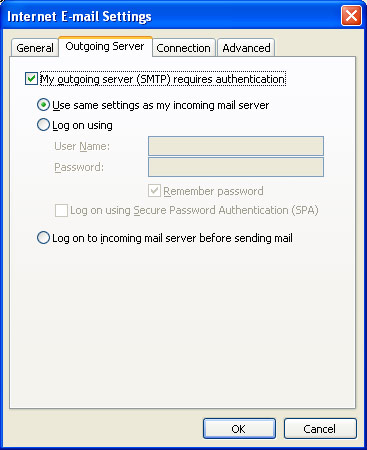 Internet E-mail Settings
General Outgoing Server Connection Advanced
My outgoing server (SMTP) requires authentication
Use same settings as my incoming mail server
Log on using
User Name:
Password:
Remember password
Log on using Secure Password Authentication (SPA)
Log on to incoming mail server before sending mail
OK Cancel